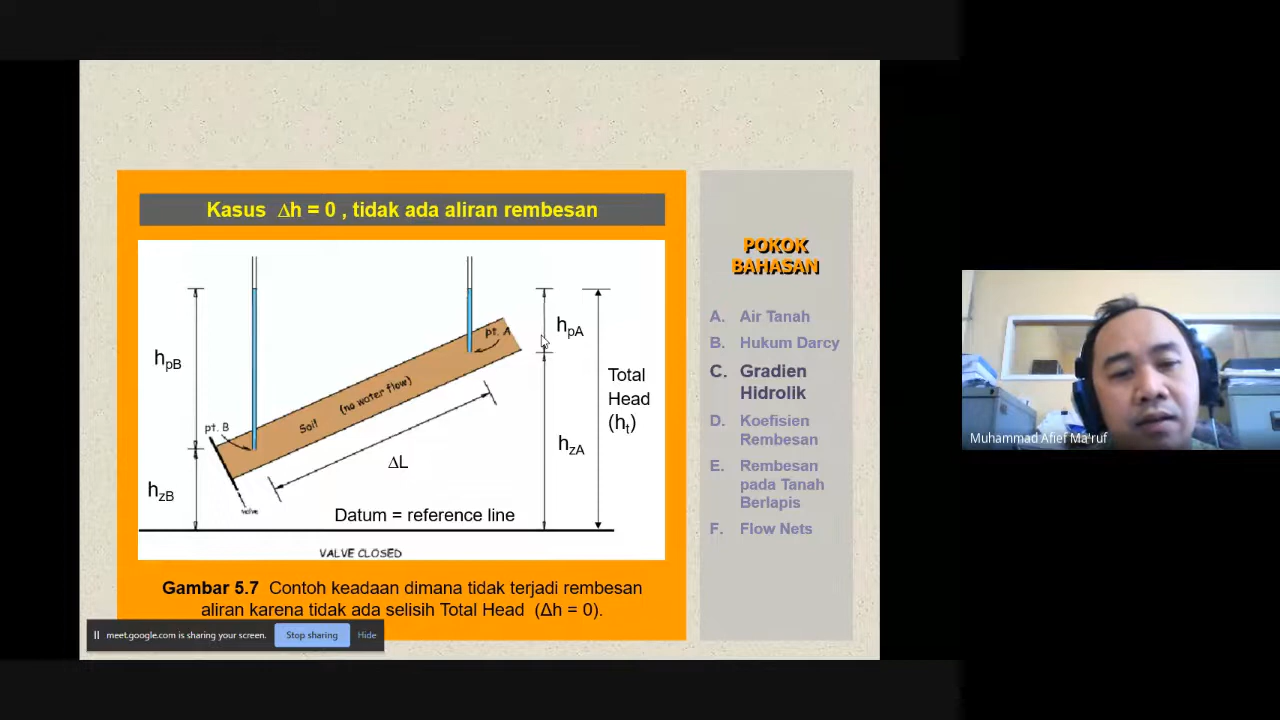 Kasus Δh = 0 , tidak ada aliran rembesan
pt. A
hpA
hpB
Total
Head
(ht)
(no water flow)
Soil
pt. B
hzA
ΔL
hzB
valve
Datum = reference line
VALVE CLOSED
Gambar 5.7 Contoh keadaan dimana tidak terjadi rembesan
aliran karena tidak ada selisih Total Head (Δh = 0).
POKOK
BAHASAN
A. Air Tanah
B. Hukum Darcy
C. Gradien
Hidrolik
D. Koefisien
Rembesan
E. Rembesan
pada Tanah
Berlapis
F. Flow Nets
meet.google.com is sharing your screen.
Stop sharing
Hide
Muhammad Afief Ma'ruf